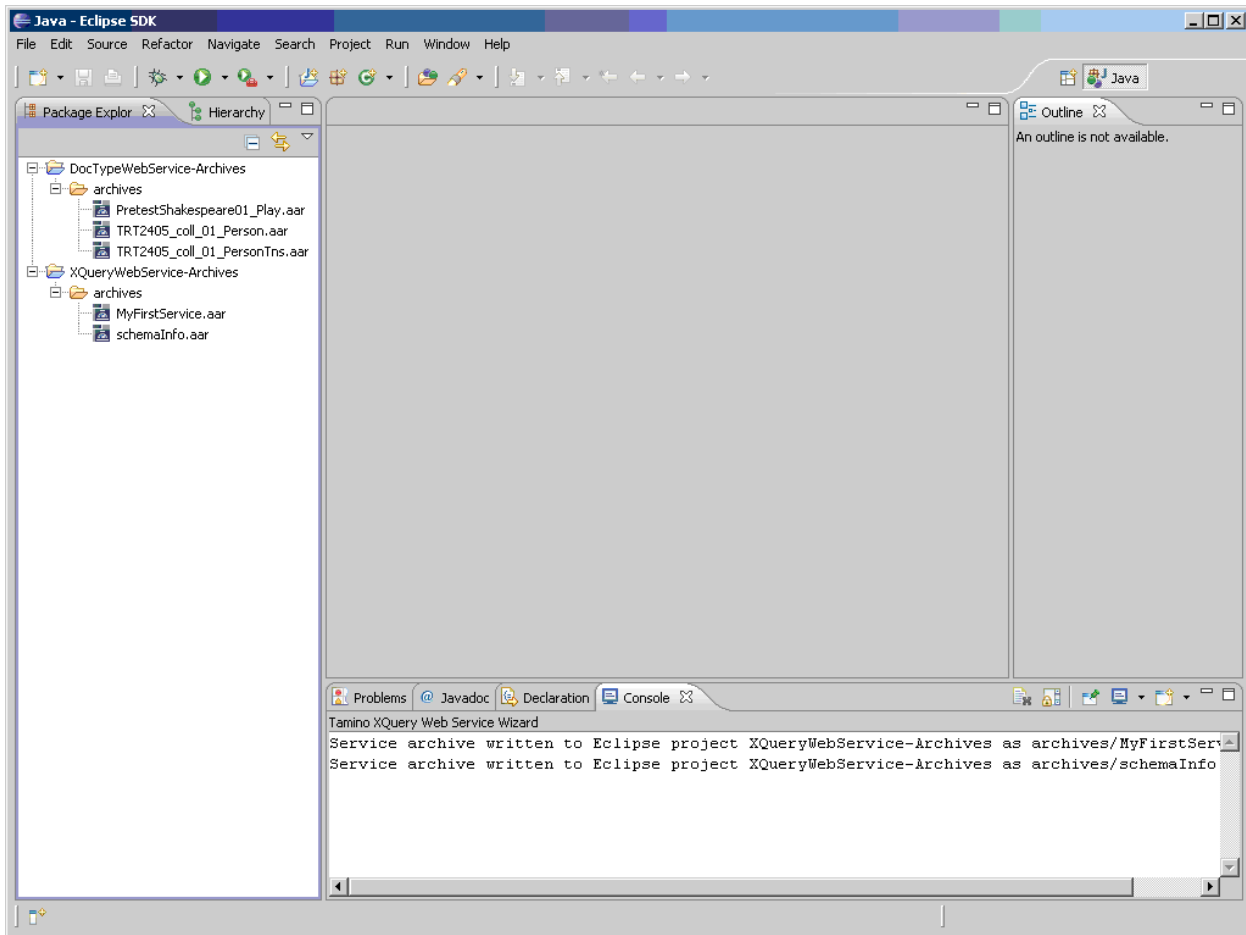 Java - Eclipse SDK
File Edit Source Refactor Navigate Search Project Run Window Help
Java
Package Explor Hierarchy
DocTypeWebService-Archives
archives
PretestShakespeare01_Play.aar
TRT2405_coll_01_Person.aar
TRT2405_coll_01_PersonTns.aar
XQueryWebService-Archives
archives
MyFirstService.aar
schemaInfo.aar
Outline
An outline is not available.
Problems @ Javadoc Declaration Console
Tamino XQuery Web Service Wizard
Service archive written to Eclipse project XQueryWebService-Archives as archives/MyFirstServ
Service archive written to Eclipse project XQueryWebService-Archives as archives/schemaInfo